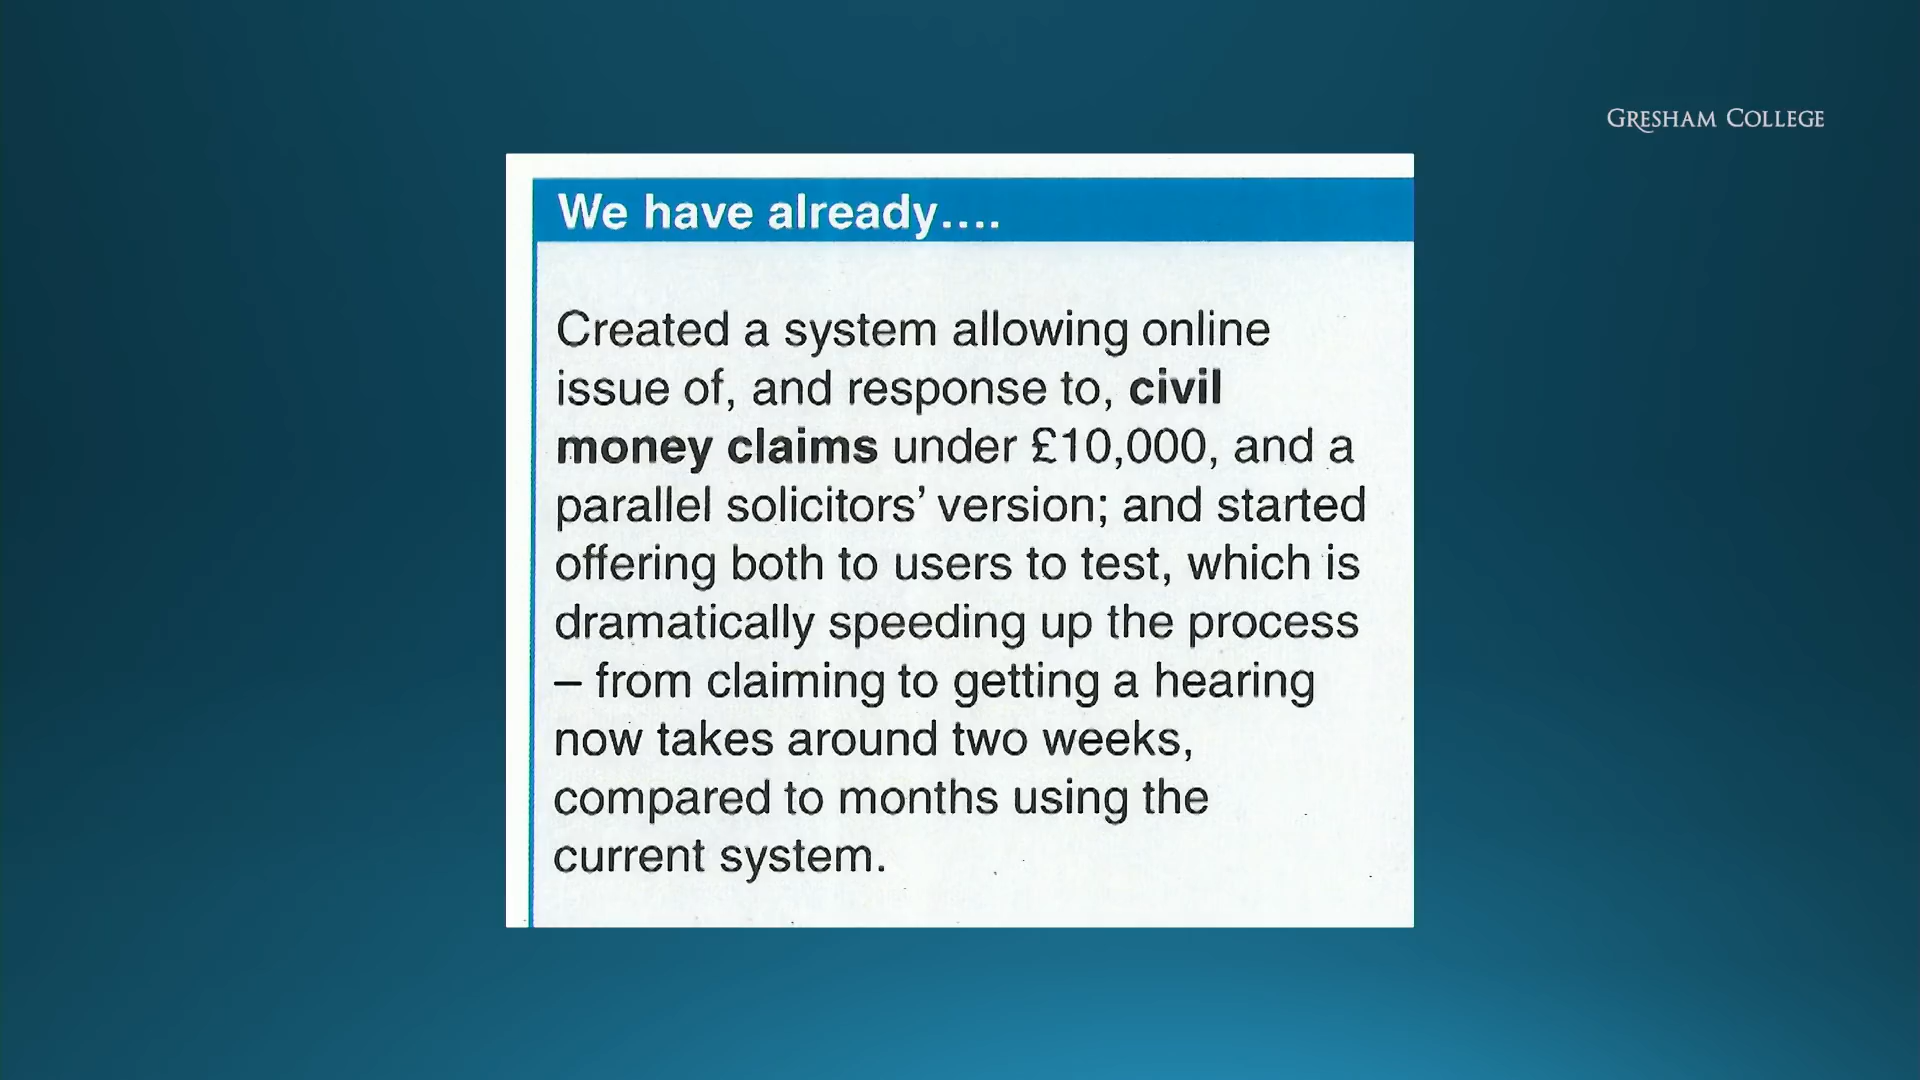 GRESHAM COLLEGE
We have already....
Created a system allowing online
issue of, and response to, civil
money claims under £10,000, and a
parallel solicitors’ version; and started
offering both to users to test, which is
dramatically speeding up the process
– from claiming to getting a hearing
now takes around two weeks,
compared to months using the
current system.